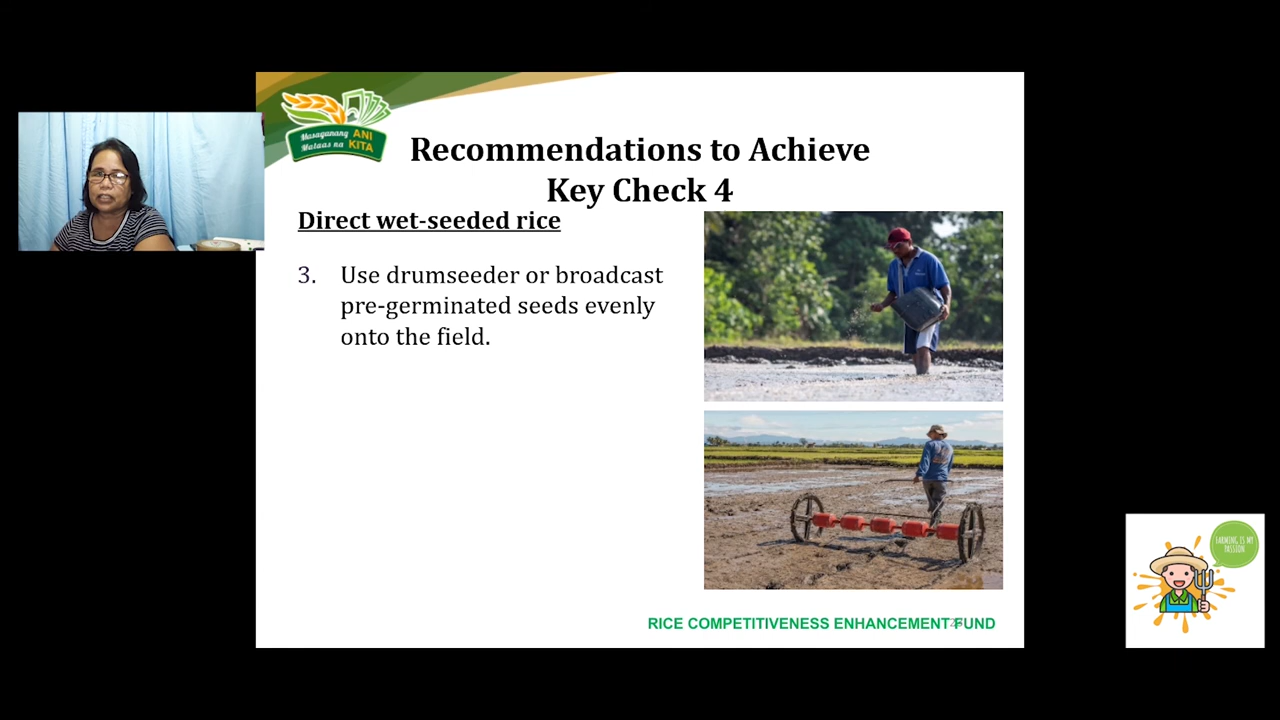 Masaganang ANI
Mataas na KITA
Recommendations to Achieve
Key Check 4
Direct wet-seeded rice
3. Use drumseeder or broadcast
pre-germinated seeds evenly
onto the field.
RICE COMPETITIVENESS ENHANCEMENT FUND
FARMING IS MY
PASSION